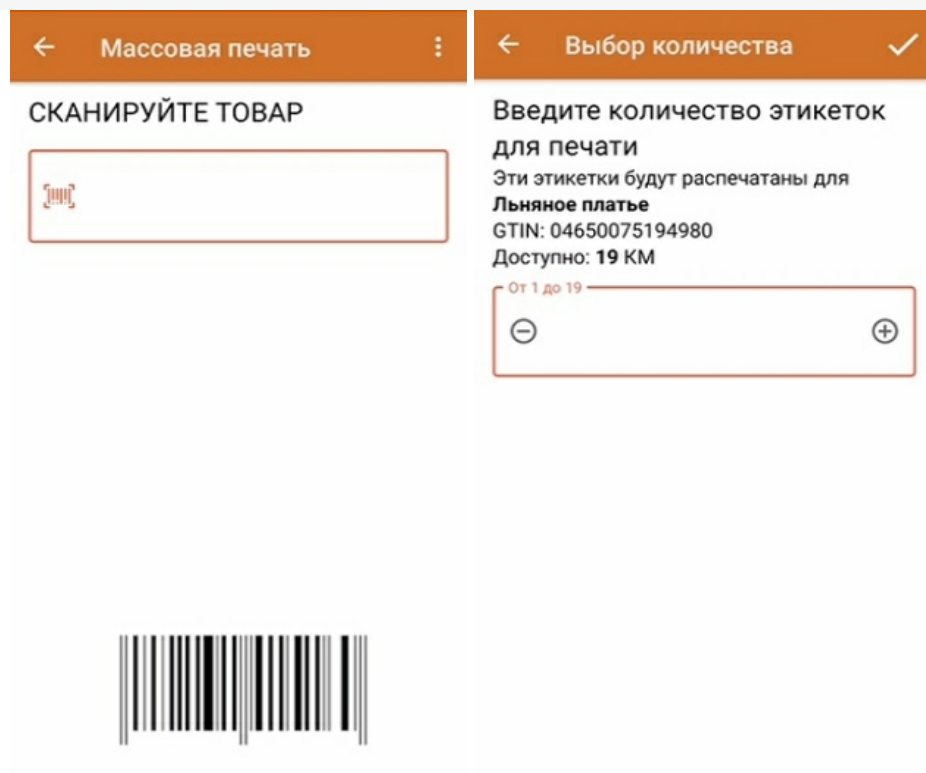 Массовая печать
СКАНИРУЙТЕ ТОВАР
Выбор количества
Введите количество этикеток
для печати
Эти этикетки будут распечатаны для
Льняное платье
GTIN: 04650075194980
Доступно: 19 КМ
От 1 до 19